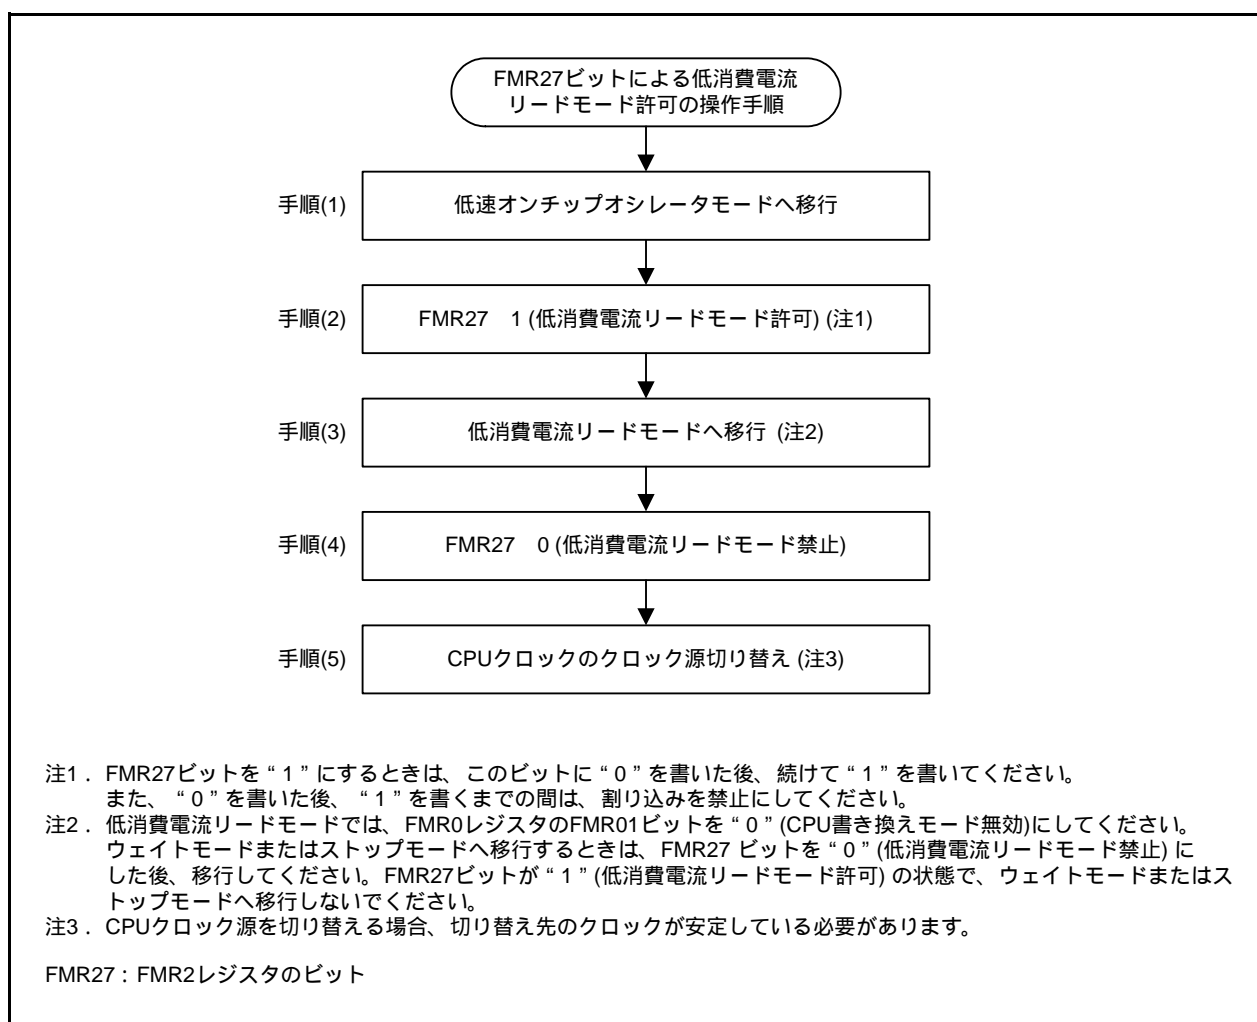 FMR27ビットによる低消費電流
リードモード許可の操作手順
手順(1) 低速オンチップオシレータモードへ移行
手順(2) FMR27　1 (低消費電流リードモード許可) (注1)
手順(3) 低消費電流リードモードへ移行 (注2)
手順(4) FMR27　0 (低消費電流リードモード禁止)
手順(5) CPUクロックのクロック源切り替え (注3)
注1． FMR27ビットを“ 1 ”にするときは、このビットに“ 0 ”を書いた後、続けて“ 1 ”を書いてください。
また、“ 0 ”を書いた後、“ 1 ”を書くまでの間は、割り込みを禁止にしてください。
注2． 低消費電流リードモードでは、FMR0レジスタのFMR01ビットを“ 0 ” (CPU書き換えモード無効)にしてください。
ウェイトモードまたはストップモードへ移行するときは、FMR27 ビットを“ 0 ” (低消費電流リードモード禁止) に
した後、移行してください。FMR27ビットが“ 1 ” (低消費電流リードモード許可) の状態で、ウェイトモードまたはス
トップモードへ移行しないでください。
注3． CPUクロック源を切り替える場合、切り替え先のクロックが安定している必要があります。
FMR27：FMR2レジスタのビット